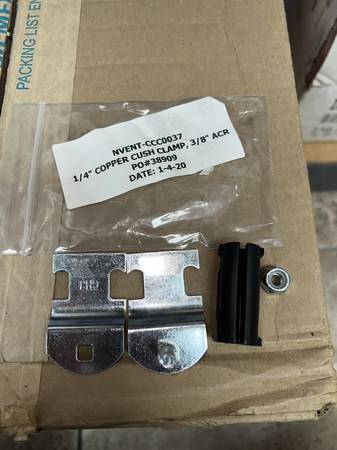 PACKING LIST EN
NVENT-CCC0037
1/4" COPPER CUSH CLAMP, 3/8" ACR
PO#38909
DATE: 1-4-20